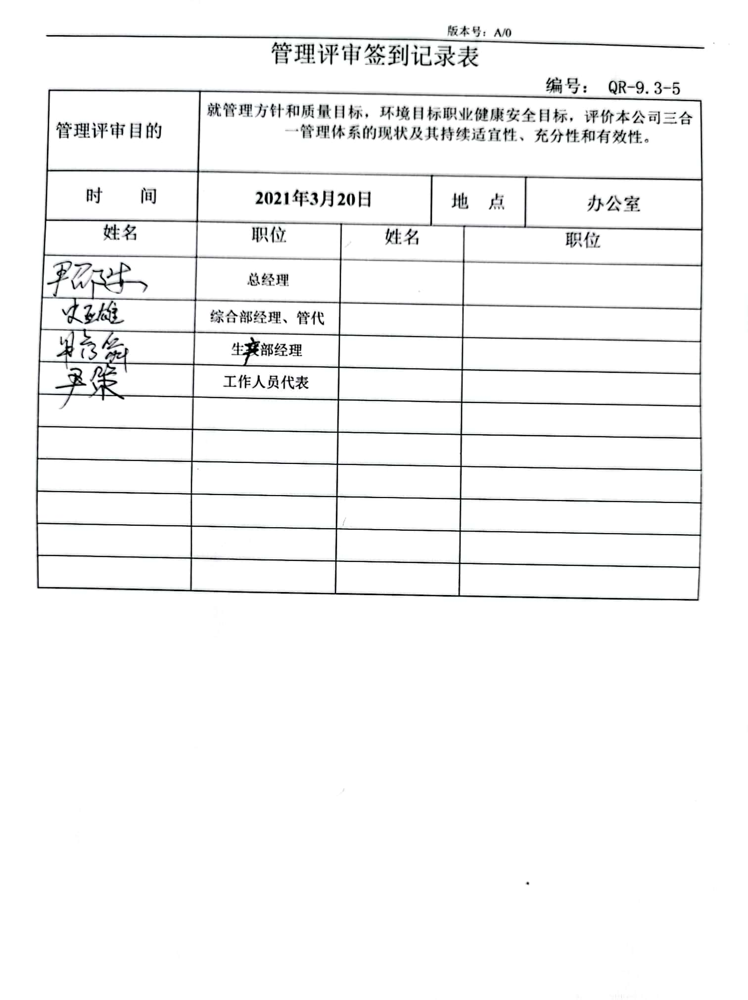 版本号：A/0
管理评审签到记录表
编号： QR-9.3-5
管理评审目的
就管理方针和质量目标，环境目标职业健康安全目标，评价本公司三合
一管理体系的现状及其持续适宜性、充分性和有效性。
时 间 2021年3月20日 地 点 办公室
姓名 职位 姓名 职位
尹邵 总经理
史亚雄 综合部经理、管代
生产部经理
尹荣 工作人员代表